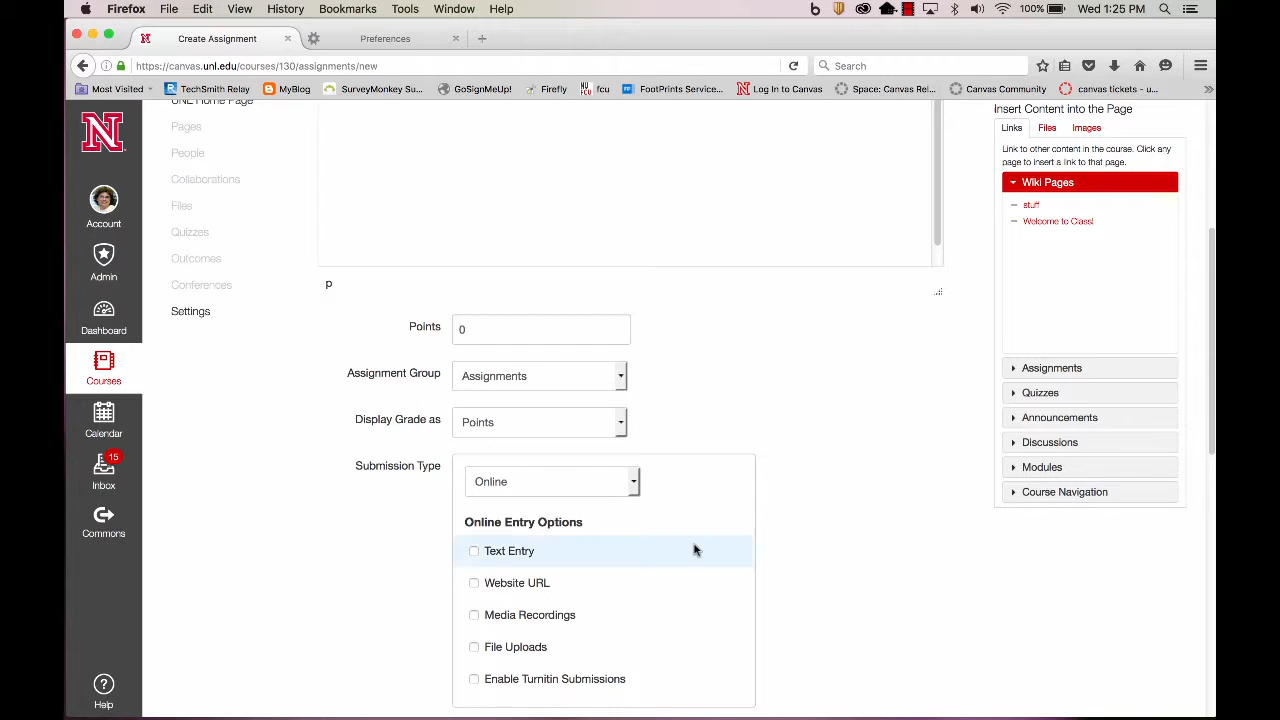 Firefox File Edit View History Bookmarks Tools Window Help 100% Wed 1:25 PM
Create Assignment × Preferences × +
https://canvas.unl.edu/courses/130/assignments/new Search
Most Visited TechSmith Relay MyBlog SurveyMonkey Su... GoSignMeUp! Firefly fcu FootPrints Service... Log In to Canvas Space: Canvas Rel... Canvas Community canvas tickets - u... »
N
Account
Admin
Dashboard
Courses
Calendar
15
Inbox
Commons
Help
UNL Home Page
Pages
People
Collaborations
Files
Quizzes
Outcomes
Conferences
Settings
p
Points 0
Assignment Group Assignments
Display Grade as Points
Submission Type Online
Online Entry Options
Text Entry
Website URL
Media Recordings
File Uploads
Enable Turnitin Submissions
Insert Content into the Page
Links Files Images
Link to other content in the course. Click any
page to insert a link to that page.
Wiki Pages
stuff
Welcome to Class!
Assignments
Quizzes
Announcements
Discussions
Modules
Course Navigation